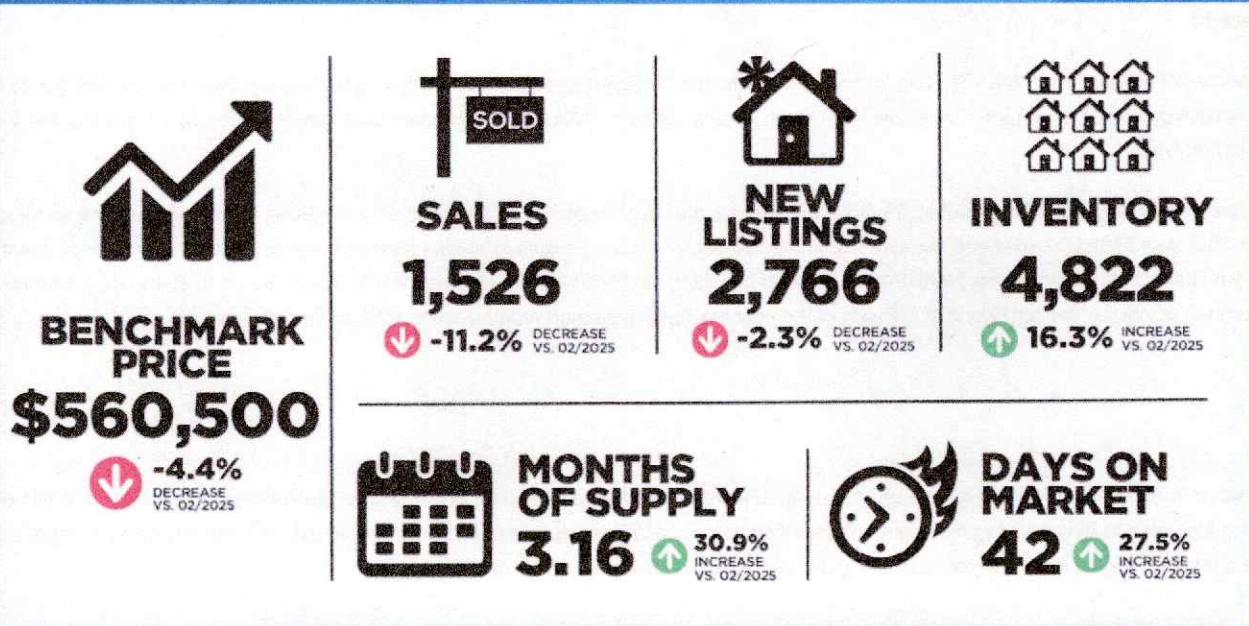 BENCHMARK
PRICE
$560,500
-4.4%
DECREASE
VS. 02/2025
SOLD
SALES
1,526
-11.2%
DECREASE
VS. 02/2025
NEW
LISTINGS
2,766
-2.3%
DECREASE
VS. 02/2025
INVENTORY
4,822
16.3%
INCREASE
VS. 02/2025
MONTHS
OF SUPPLY
3.16
30.9%
INCREASE
VS. 02/2025
DAYS ON
MARKET
42
27.5%
INCREASE
VS. 02/2025